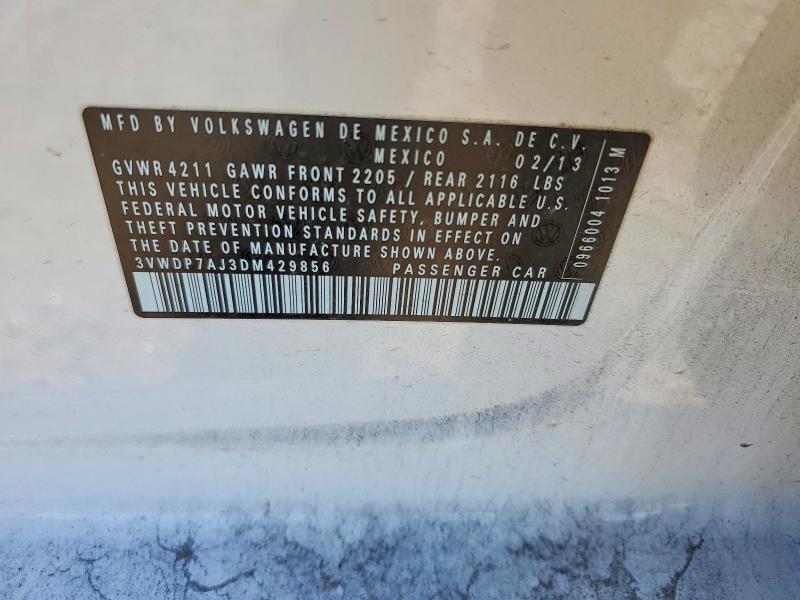 MFD BY VOLKSWAGEN DE MEXICO S.A. DE C.V.
MEXICO 02/13
GVWR 4211 GAWR FRONT 2205 / REAR 2116 LBS
THIS VEHICLE CONFORMS TO ALL APPLICABLE U.S.
FEDERAL MOTOR VEHICLE SAFETY, BUMPER AND
THEFT PREVENTION STANDARDS IN EFFECT ON
THE DATE OF MANUFACTURE SHOWN ABOVE.
3VWDP7AJ3DM429856 PASSENGER CAR
0966004 1013 M